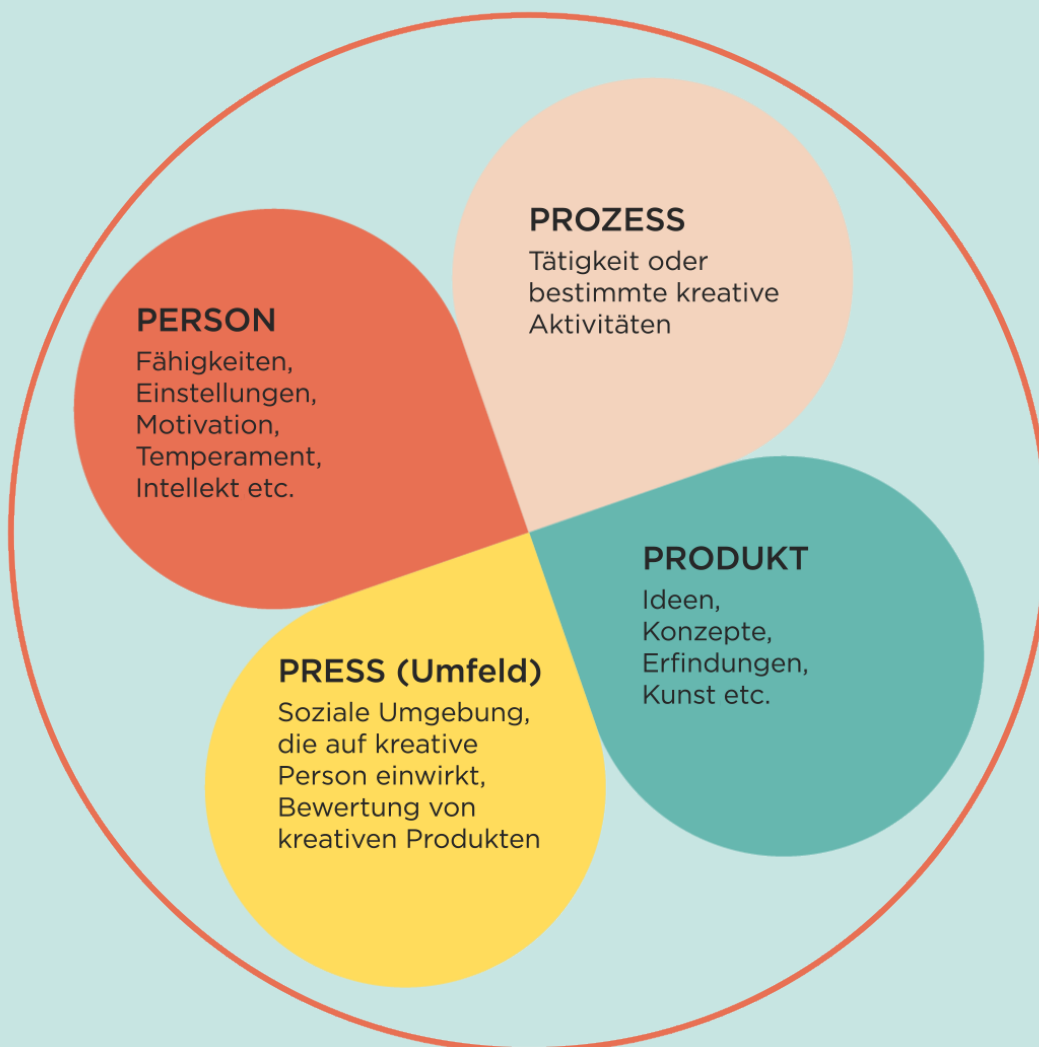 PROZESS
Tätigkeit oder
bestimmte kreative
Aktivitäten
PERSON
Fähigkeiten,
Einstellungen,
Motivation,
Temperament,
Intellekt etc.
PRODUKT
Ideen,
Konzepte,
Erfindungen,
Kunst etc.
PRESS (Umfeld)
Soziale Umgebung,
die auf kreative
Person einwirkt,
Bewertung von
kreativen Produkten